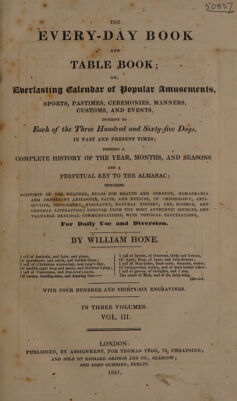 50857
THE
EVERY-DAY BOOK
AND
TABLE BOOK;
OR,
Everlasting Calendar of Popular Amusements,
SPORTS, PASTIMES, CEREMONIES, MANNERS,
CUSTOMS, AND EVENTS,
INCIDENT TO
Each of the Three Hundred and Sixty-five Days,
IN PAST AND PRESENT TIMES;
FORMING A
COMPLETE HISTORY OF THE YEAR, MONTHS, AND SEASONS
AND A
PERPETUAL KEY TO THE ALMANAC;
INCLUDING
ACCOUNTS OF THE WEATHER, RULES FOR HEALTH AND CONDUCT, REMARKABLE
AND IMPORTANT ANECDOTES, FACTS, AND NOTICES, IN CHRONOLOGY, ANTI-
QUITIES, TOPOGRAPHY, BIOGRAPHY, NATURAL HISTORY, ART, SCIENCE, AND
GENERAL LITERATURE; DERIVED FROM THE MOST AUTHENTIC SOURCES, AND
VALUABLE ORIGINAL COMMUNICATIONS, WITH POETICAL ELUCIDATIONS,
For Daily Use and Diversion.
BY WILLIAM HONE.
Herrick.
WITH FOUR HUNDRED AND THIRTY-SIX ENGRAVINGS.
IN THREE VOLUMES.
VOL. III.
LONDON:
PUBLISHED, BY ASSIGNMENT, FOR THOMAS TEGG, 73, CHEAPSIDE;
AND SOLD BY RICHARD GRIFFIN AND CO., GLASGOW;
AND JOHN CUMMING, DUBLIN.
1831.